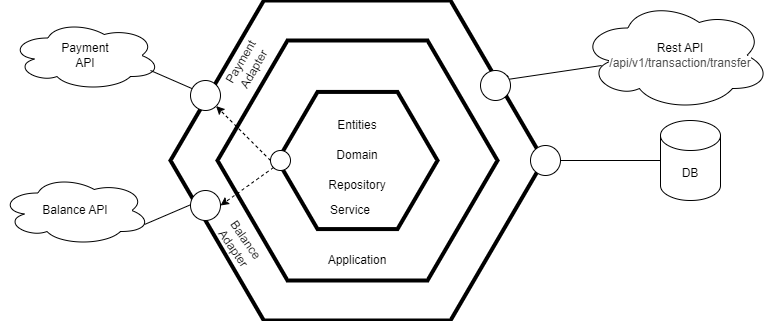 Payment
API
Payment
Adapter
Rest API
/api/v1/transaction/transfer
Entities
Domain
Repository
Service
DB
Balance API
Balance
Adapter
Application